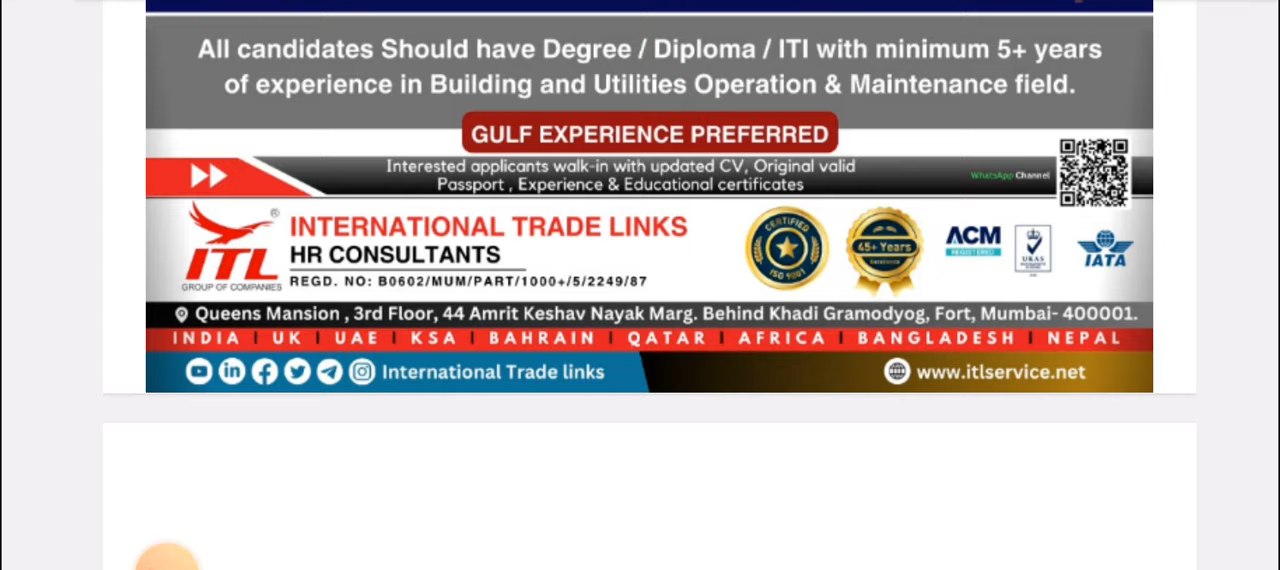 All candidates Should have Degree / Diploma / ITI with minimum 5+ years
of experience in Building and Utilities Operation & Maintenance field.
GULF EXPERIENCE PREFERRED
Interested applicants walk-in with updated CV, Original valid
Passport , Experience & Educational certificates
WhatsApp Channel
ITL ®
GROUP OF COMPANIES
INTERNATIONAL TRADE LINKS
HR CONSULTANTS
REGD. NO: B0602/MUM/PART/1000+/5/2249/87
CERTIFIED
ISO 9001
45+ Years
ACM
REGISTERED
UKAS
IATA
Queens Mansion , 3rd Floor, 44 Amrit Keshav Nayak Marg. Behind Khadi Gramodyog, Fort, Mumbai- 400001.
INDIA | UK | UAE | KSA | BAHRAIN | QATAR | AFRICA | BANGLADESH | NEPAL
International Trade links
www.itlservice.net